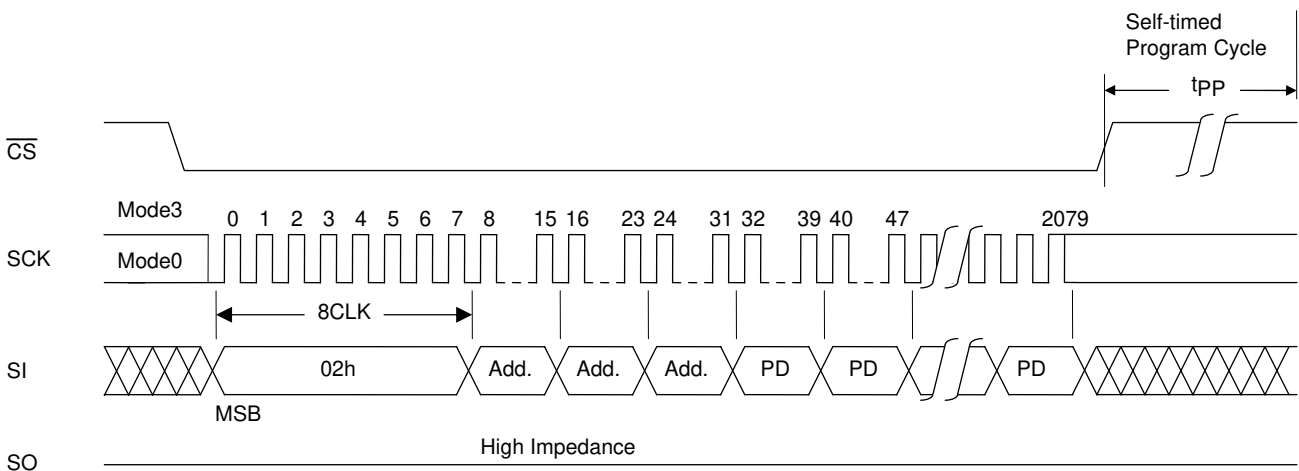 Self-timed
Program Cycle
tPP
CS
Mode3
0 1 2 3 4 5 6 7 8 15 16 23 24 31 32 39 40 47 2079
SCK
Mode0
8CLK
SI
02h Add. Add. Add. PD PD PD
MSB
High Impedance
SO